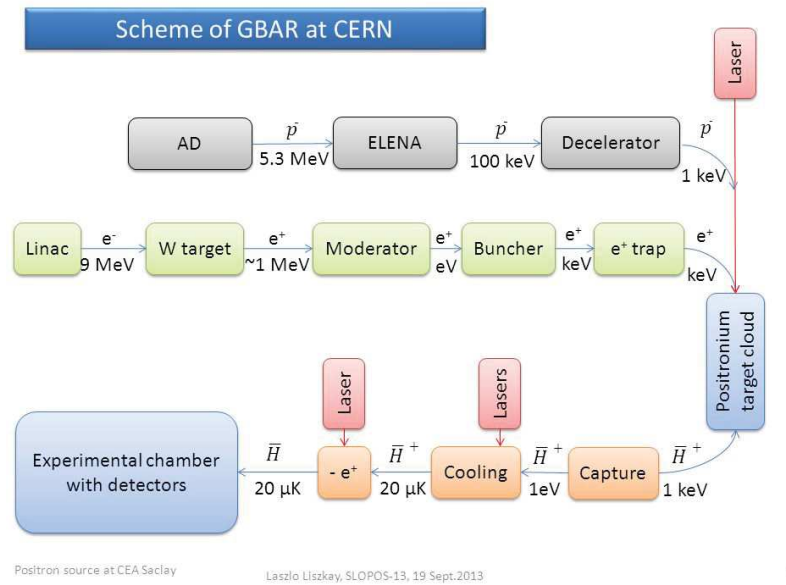 Scheme of GBAR at CERN
Laser
AD
p̄
5.3 MeV
ELENA
p̄
100 keV
Decelerator
p̄
1 keV
Linac
e⁻
9 MeV
W target
e⁺
~1 MeV
Moderator
e⁺
eV
Buncher
e⁺
keV
e⁺ trap
e⁺
keV
Positronium
target cloud
Laser
Lasers
Experimental chamber
with detectors
H̅
20 µK
- e⁺
H̅⁺
20 µK
Cooling
H̅⁺
1eV
Capture
H̅⁺
1 keV
Positron source at CEA Saclay
Laszlo Liszkay, SLOPOS-13, 19 Sept.2013